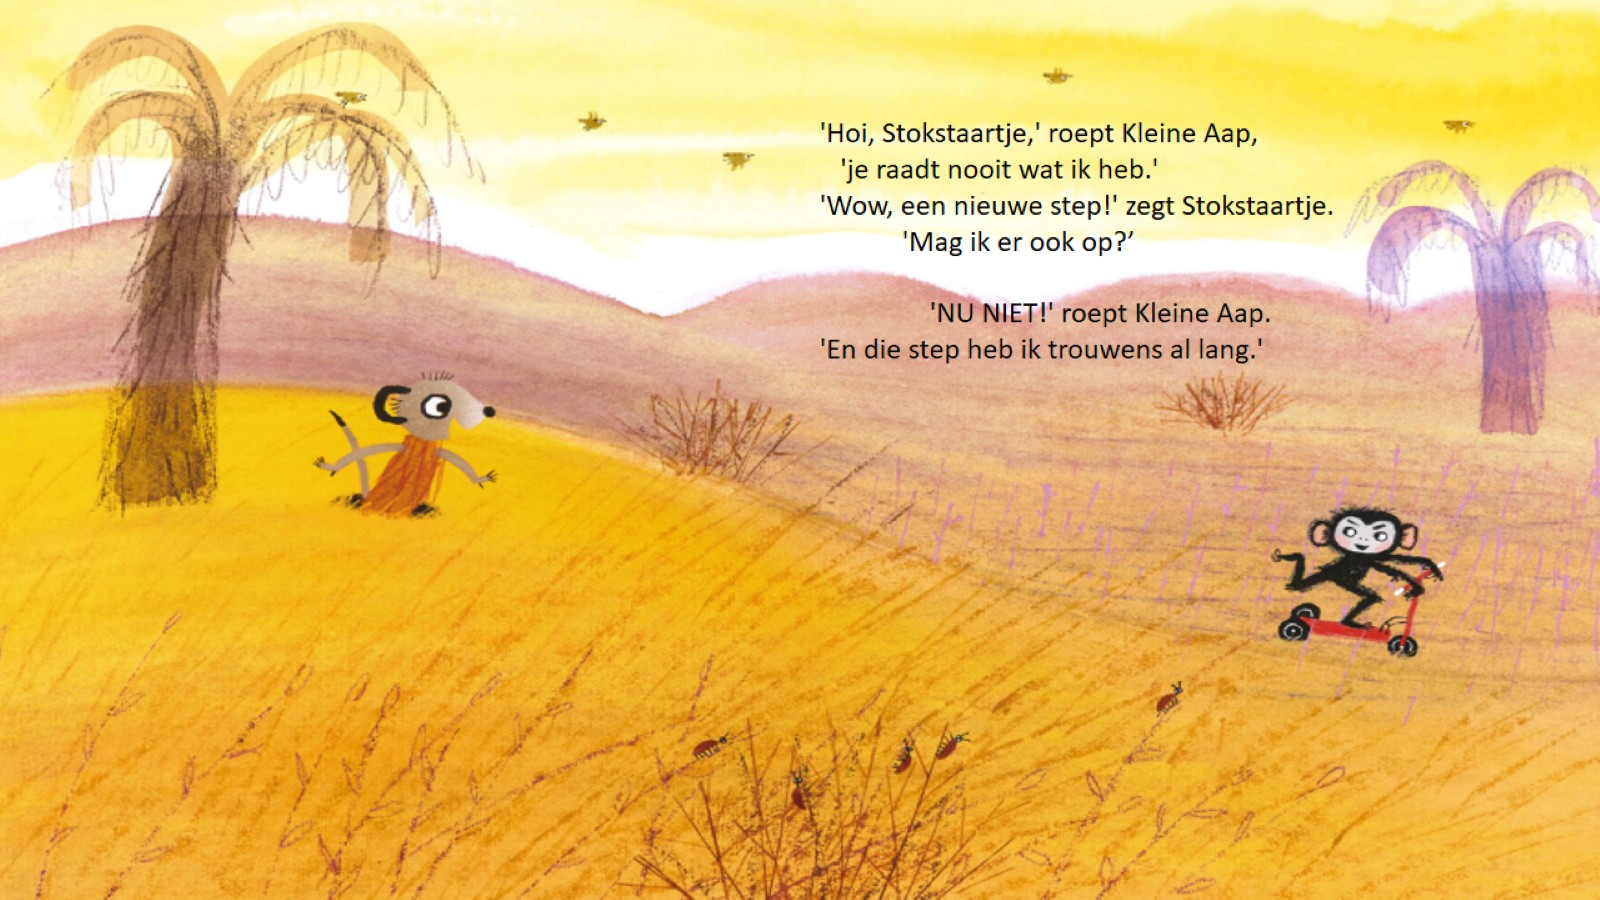 'Hoi, Stokstaartje,' roept Kleine Aap,
'je raadt nooit wat ik heb.'
'Wow, een nieuwe step!' zegt Stokstaartje.
'Mag ik er ook op?’
'NU NIET!' roept Kleine Aap.
'En die step heb ik trouwens al lang.'